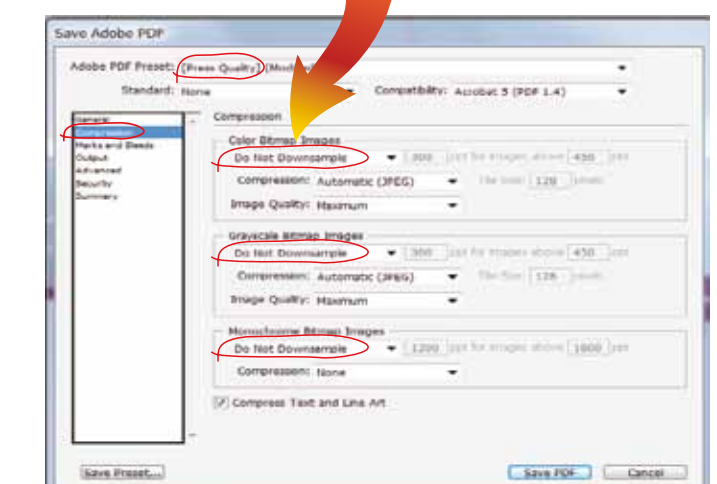 Save Adobe PDF
Adobe PDF Preset: [Press Quality]
Standard: None
Compatibility: Acrobat 5 (PDF 1.4)
General
Compression
Marks and Bleeds
Output
Advanced
Security
Summary
Compression
Color Bitmap Images
Do Not Downsample 300 ppi for images above 450 ppi
Compression: Automatic (JPEG) Tile Size: 128 pixels
Image Quality: Maximum
Grayscale Bitmap Images
Do Not Downsample 300 ppi for images above 450 ppi
Compression: Automatic (JPEG) Tile Size: 128 pixels
Image Quality: Maximum
Monochrome Bitmap Images
Do Not Downsample 1200 ppi for images above 1800 ppi
Compression: None
Compress Text and Line Art
Save Preset... Save PDF Cancel